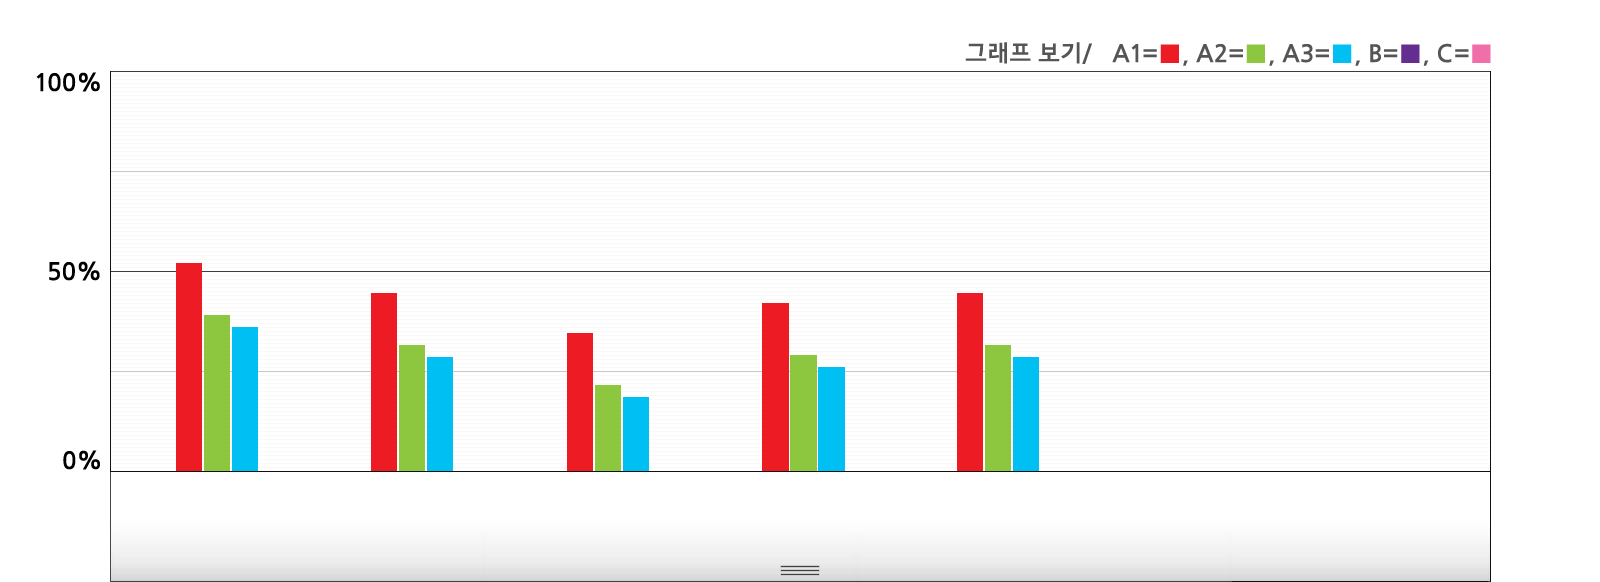 그래프 보기/ A1=, A2=, A3=, B=, C=
100%
50%
0%